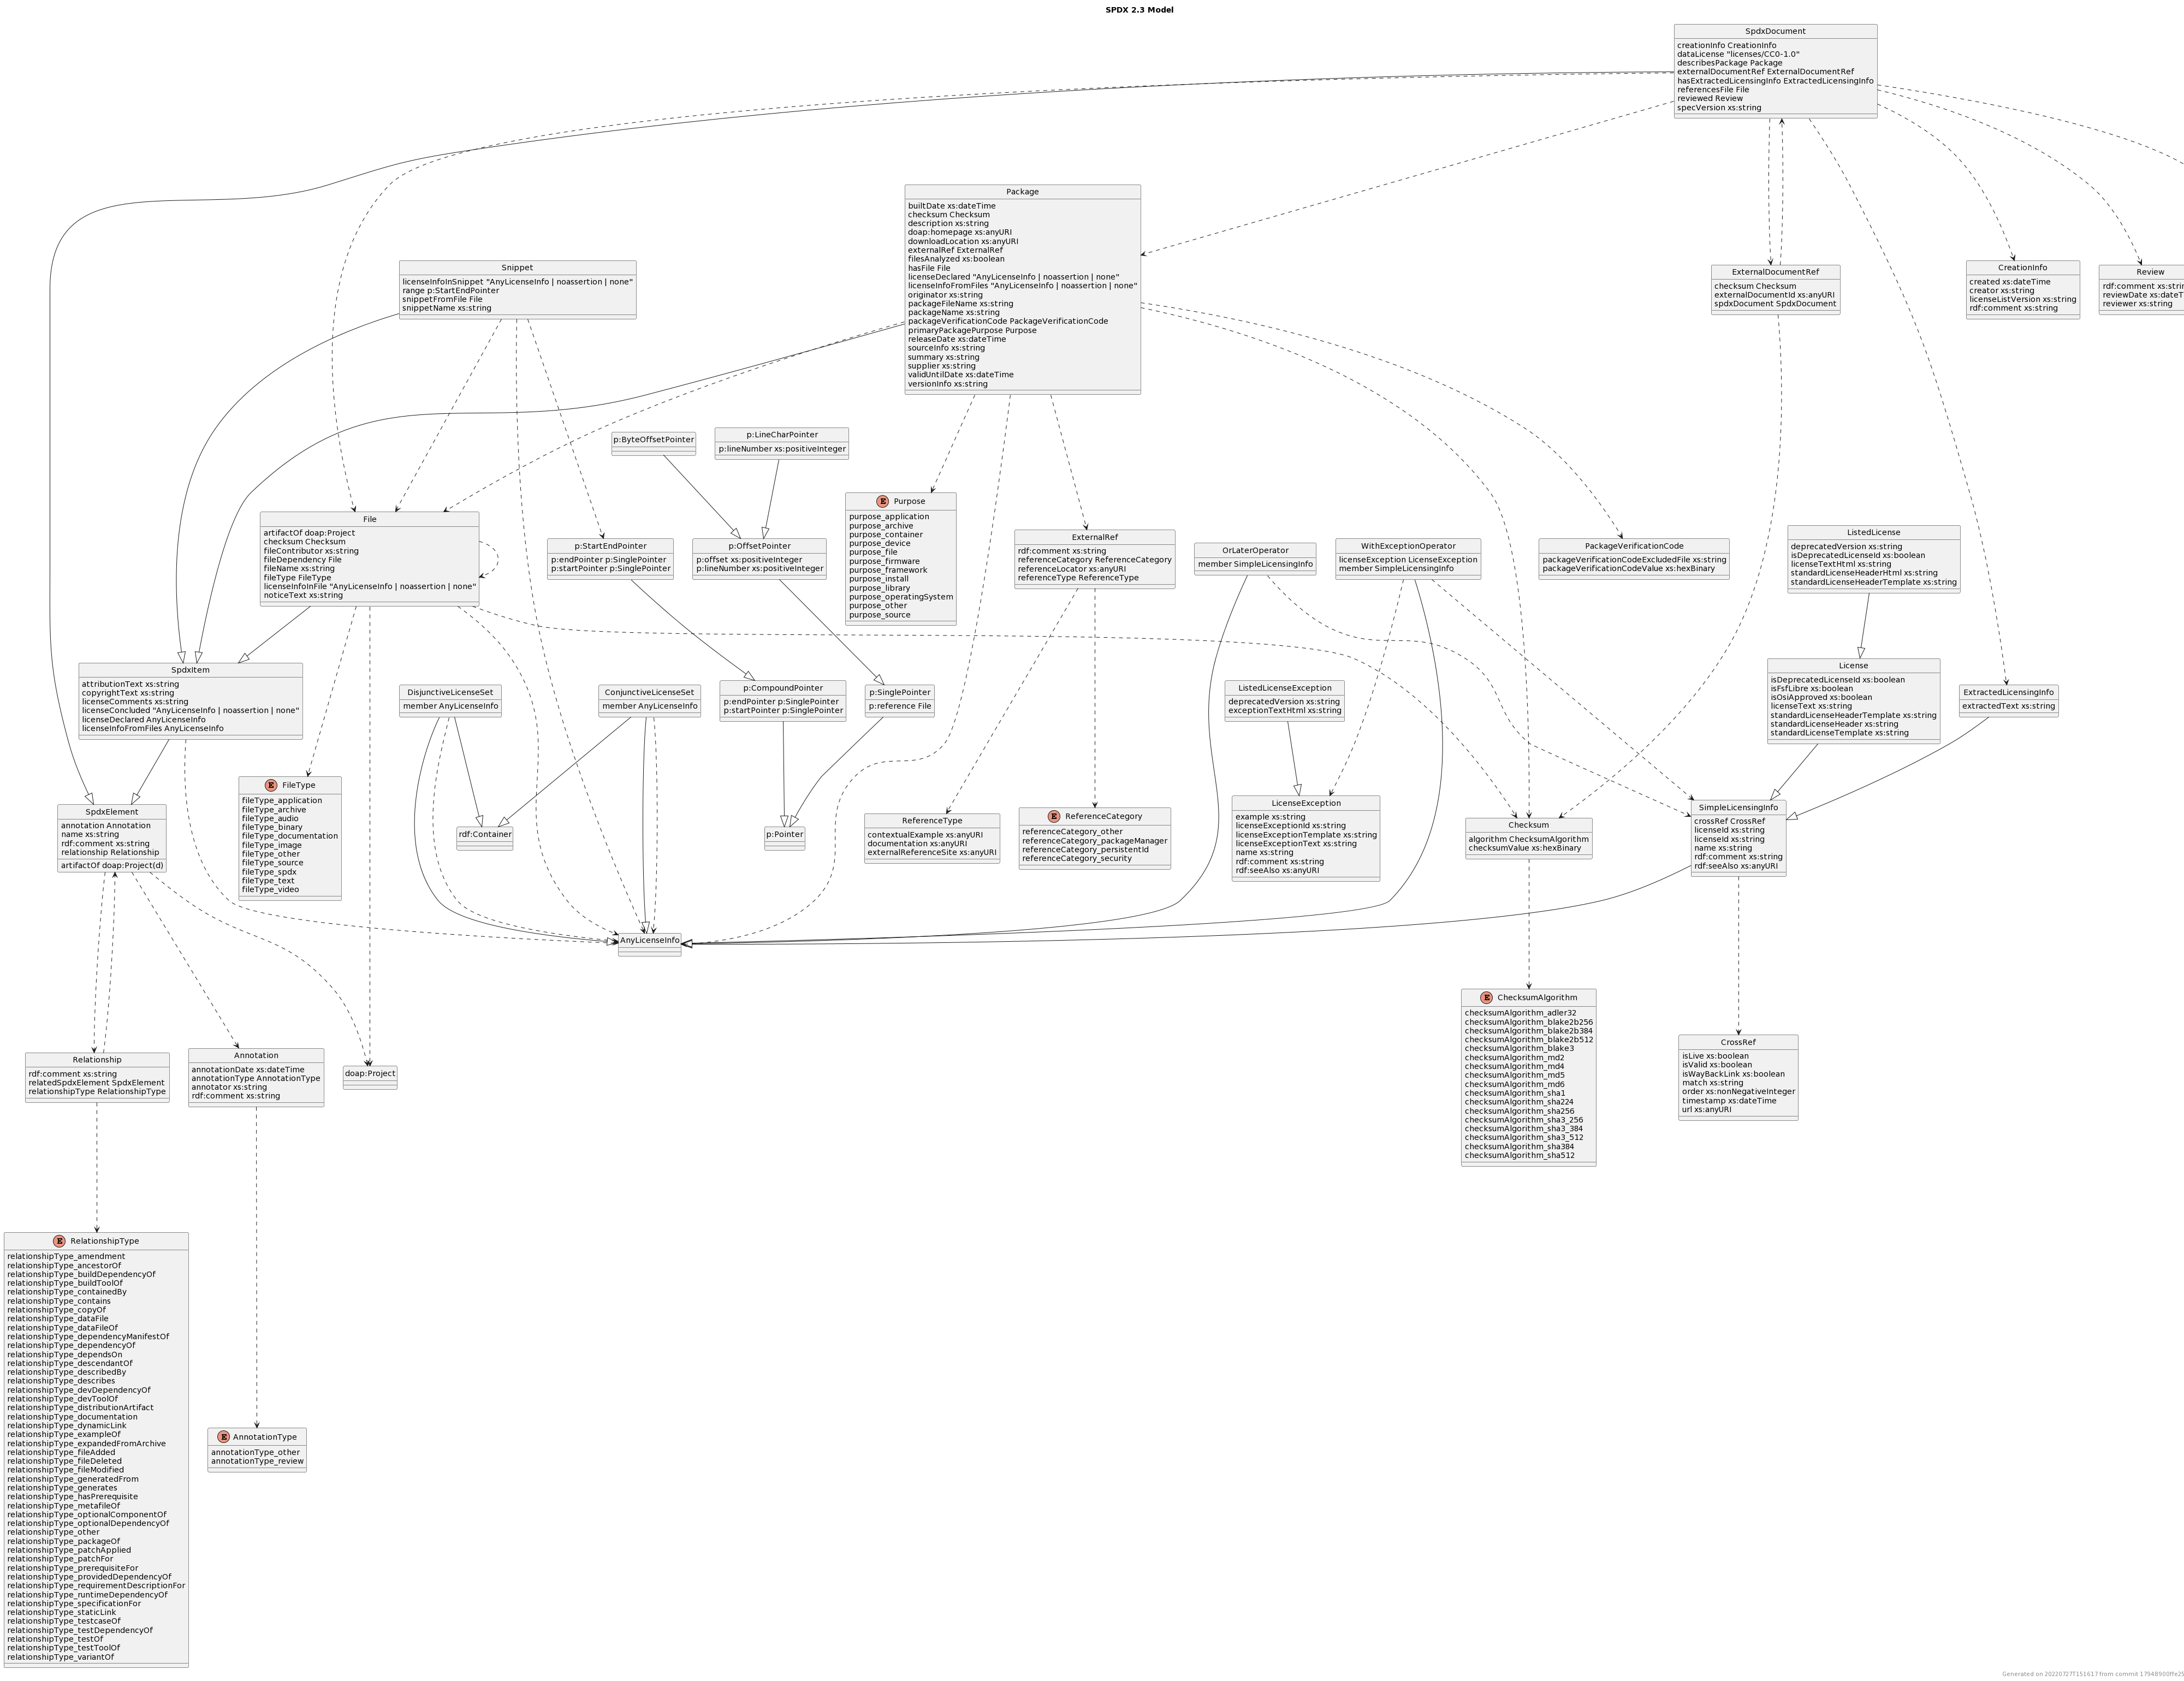 SPDX 2.3 Model
SpdxDocument
creationInfo CreationInfo
dataLicense "licenses/CC0-1.0"
describesPackage Package
externalDocumentRef ExternalDocumentRef
hasExtractedLicensingInfo ExtractedLicensingInfo
referencesFile File
reviewed Review
specVersion xs:string
Package
builtDate xs:dateTime
checksum Checksum
description xs:string
doap:homepage xs:anyURI
downloadLocation xs:anyURI
externalRef ExternalRef
filesAnalyzed xs:boolean
hasFile File
licenseDeclared "AnyLicenseInfo | noassertion | none"
licenseInfoFromFiles "AnyLicenseInfo | noassertion | none"
originator xs:string
packageFileName xs:string
packageName xs:string
packageVerificationCode PackageVerificationCode
primaryPackagePurpose Purpose
releaseDate xs:dateTime
sourceInfo xs:string
summary xs:string
supplier xs:string
validUntilDate xs:dateTime
versionInfo xs:string
Snippet
licenseInfoInSnippet "AnyLicenseInfo | noassertion | none"
range p:StartEndPointer
snippetFromFile File
snippetName xs:string
ExternalDocumentRef
checksum Checksum
externalDocumentId xs:anyURI
spdxDocument SpdxDocument
CreationInfo
created xs:dateTime
creator xs:string
licenseListVersion xs:string
rdf:comment xs:string
Review
rdf:comment xs:strin
reviewDate xs:dateT
reviewer xs:string
p:ByteOffsetPointer
p:LineCharPointer
p:lineNumber xs:positiveInteger
File
artifactOf doap:Project
checksum Checksum
fileContributor xs:string
fileDependency File
fileName xs:string
fileType FileType
licenseInfoInFile "AnyLicenseInfo | noassertion | none"
noticeText xs:string
p:StartEndPointer
p:endPointer p:SinglePointer
p:startPointer p:SinglePointer
p:OffsetPointer
p:offset xs:positiveInteger
p:lineNumber xs:positiveInteger
E Purpose
purpose_application
purpose_archive
purpose_container
purpose_device
purpose_file
purpose_firmware
purpose_framework
purpose_install
purpose_library
purpose_operatingSystem
purpose_other
purpose_source
ExternalRef
rdf:comment xs:string
referenceCategory ReferenceCategory
referenceLocator xs:anyURI
referenceType ReferenceType
OrLaterOperator
member SimpleLicensingInfo
WithExceptionOperator
licenseException LicenseException
member SimpleLicensingInfo
PackageVerificationCode
packageVerificationCodeExcludedFile xs:string
packageVerificationCodeValue xs:hexBinary
ListedLicense
deprecatedVersion xs:string
isDeprecatedLicenseId xs:boolean
licenseTextHtml xs:string
standardLicenseHeaderHtml xs:string
standardLicenseHeaderTemplate xs:string
SpdxItem
attributionText xs:string
copyrightText xs:string
licenseComments xs:string
licenseConcluded "AnyLicenseInfo | noassertion | none"
licenseDeclared AnyLicenseInfo
licenseInfoFromFiles AnyLicenseInfo
DisjunctiveLicenseSet
member AnyLicenseInfo
ConjunctiveLicenseSet
member AnyLicenseInfo
p:CompoundPointer
p:endPointer p:SinglePointer
p:startPointer p:SinglePointer
p:SinglePointer
p:reference File
ListedLicenseException
deprecatedVersion xs:string
exceptionTextHtml xs:string
License
isDeprecatedLicenseId xs:boolean
isFsfLibre xs:boolean
isOsiApproved xs:boolean
licenseText xs:string
standardLicenseHeaderTemplate xs:string
standardLicenseHeader xs:string
standardLicenseTemplate xs:string
ExtractedLicensingInfo
extractedText xs:string
E FileType
fileType_application
fileType_archive
fileType_audio
fileType_binary
fileType_documentation
fileType_image
fileType_other
fileType_source
fileType_spdx
fileType_text
fileType_video
SpdxElement
annotation Annotation
name xs:string
rdf:comment xs:string
relationship Relationship
artifactOf doap:Project(d)
rdf:Container
p:Pointer
ReferenceType
contextualExample xs:anyURI
documentation xs:anyURI
externalReferenceSite xs:anyURI
E ReferenceCategory
referenceCategory_other
referenceCategory_packageManager
referenceCategory_persistentId
referenceCategory_security
LicenseException
example xs:string
licenseExceptionId xs:string
licenseExceptionTemplate xs:string
licenseExceptionText xs:string
name xs:string
rdf:comment xs:string
rdf:seeAlso xs:anyURI
Checksum
algorithm ChecksumAlgorithm
checksumValue xs:hexBinary
SimpleLicensingInfo
crossRef CrossRef
licenseId xs:string
licenseId xs:string
name xs:string
rdf:comment xs:string
rdf:seeAlso xs:anyURI
AnyLicenseInfo
E ChecksumAlgorithm
checksumAlgorithm_adler32
checksumAlgorithm_blake2b256
checksumAlgorithm_blake2b384
checksumAlgorithm_blake2b512
checksumAlgorithm_blake3
checksumAlgorithm_md2
checksumAlgorithm_md4
checksumAlgorithm_md5
checksumAlgorithm_md6
checksumAlgorithm_sha1
checksumAlgorithm_sha224
checksumAlgorithm_sha256
checksumAlgorithm_sha3_256
checksumAlgorithm_sha3_384
checksumAlgorithm_sha3_512
checksumAlgorithm_sha384
checksumAlgorithm_sha512
CrossRef
isLive xs:boolean
isValid xs:boolean
isWayBackLink xs:boolean
match xs:string
order xs:nonNegativeInteger
timestamp xs:dateTime
url xs:anyURI
Relationship
rdf:comment xs:string
relatedSpdxElement SpdxElement
relationshipType RelationshipType
Annotation
annotationDate xs:dateTime
annotationType AnnotationType
annotator xs:string
rdf:comment xs:string
doap:Project
E RelationshipType
relationshipType_amendment
relationshipType_ancestorOf
relationshipType_buildDependencyOf
relationshipType_buildToolOf
relationshipType_containedBy
relationshipType_contains
relationshipType_copyOf
relationshipType_dataFile
relationshipType_dataFileOf
relationshipType_dependencyManifestOf
relationshipType_dependencyOf
relationshipType_dependsOn
relationshipType_descendantOf
relationshipType_describedBy
relationshipType_describes
relationshipType_devDependencyOf
relationshipType_devToolOf
relationshipType_distributionArtifact
relationshipType_documentation
relationshipType_dynamicLink
relationshipType_exampleOf
relationshipType_expandedFromArchive
relationshipType_fileAdded
relationshipType_fileDeleted
relationshipType_fileModified
relationshipType_generatedFrom
relationshipType_generates
relationshipType_hasPrerequisite
relationshipType_metafileOf
relationshipType_optionalComponentOf
relationshipType_optionalDependencyOf
relationshipType_other
relationshipType_packageOf
relationshipType_patchApplied
relationshipType_patchFor
relationshipType_prerequisiteFor
relationshipType_providedDependencyOf
relationshipType_requirementDescriptionFor
relationshipType_runtimeDependencyOf
relationshipType_specificationFor
relationshipType_staticLink
relationshipType_testcaseOf
relationshipType_testDependencyOf
relationshipType_testOf
relationshipType_testToolOf
relationshipType_variantOf
E AnnotationType
annotationType_other
annotationType_review
Generated on 20220727T151617 from commit 17948900ffe25